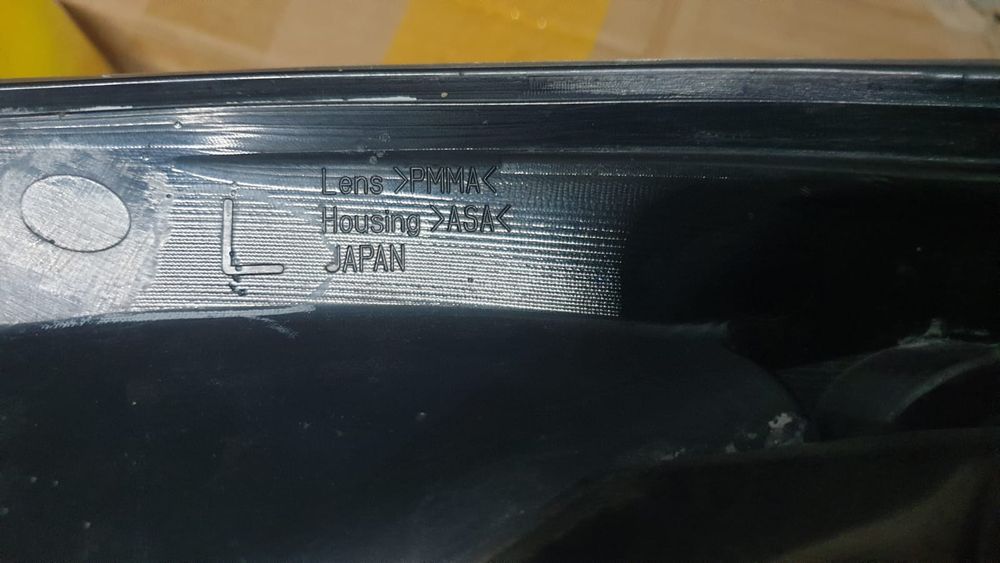 L
Lens >PMMA<
Housing >ASA<
JAPAN